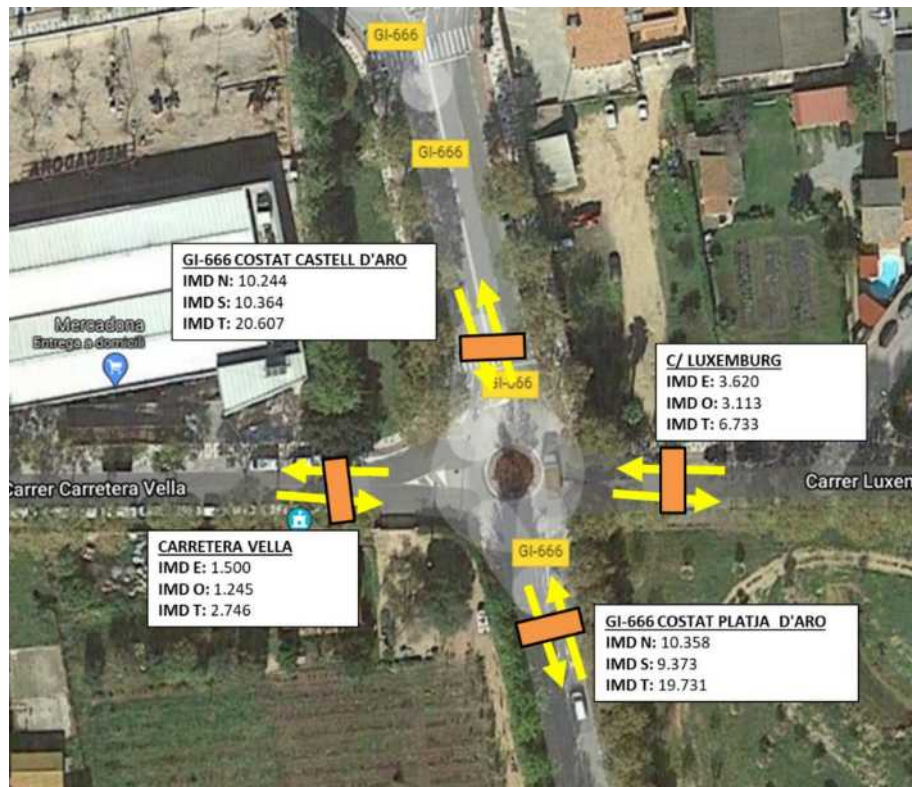 GI-666
GI-666
MERCADONA
GI-666 COSTAT CASTELL D'ARO
IMD N: 10.244
IMD S: 10.364
IMD T: 20.607
Mercadona
Entrega a domicili
GI-666
C/ LUXEMBURG
IMD E: 3.620
IMD O: 3.113
IMD T: 6.733
Carrer Carretera Vella
Carrer Luxem
CARRETERA VELLA
IMD E: 1.500
IMD O: 1.245
IMD T: 2.746
GI-666
GI-666 COSTAT PLATJA D'ARO
IMD N: 10.358
IMD S: 9.373
IMD T: 19.731